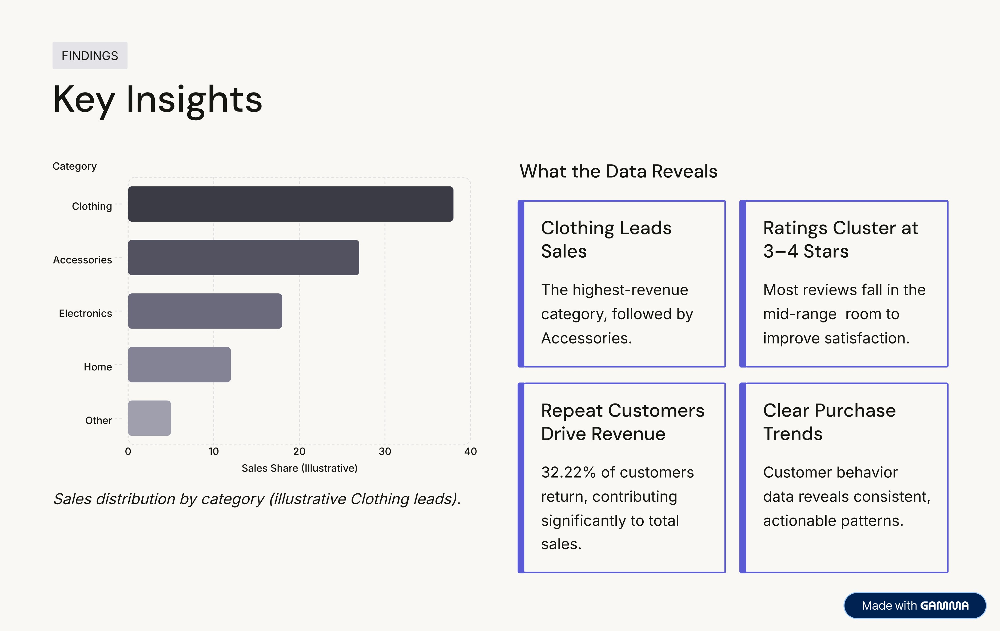 FINDINGS
Key Insights
Category
Clothing
Accessories
Electronics
Home
Other
0 10 20 30 40
Sales Share (Illustrative)
Sales distribution by category (illustrative Clothing leads).
What the Data Reveals
Clothing Leads
Sales
The highest-revenue
category, followed by
Accessories.
Ratings Cluster at
3–4 Stars
Most reviews fall in the
mid-range  room to
improve satisfaction.
Repeat Customers
Drive Revenue
32.22% of customers
return, contributing
significantly to total
sales.
Clear Purchase
Trends
Customer behavior
data reveals consistent,
actionable patterns.
Made with GAMMA